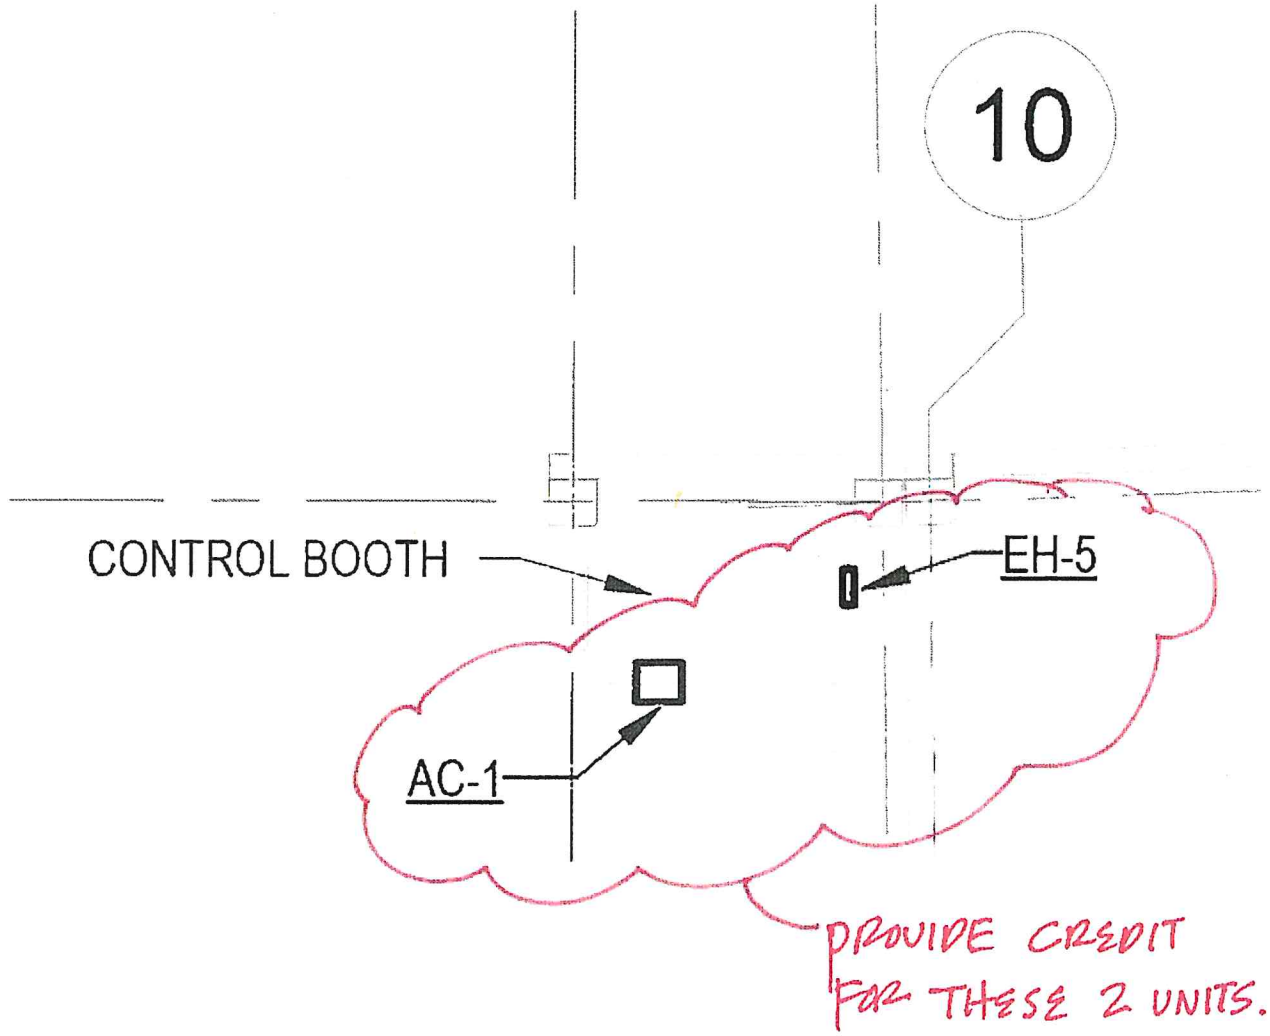 10
CONTROL BOOTH
EH-5
AC-1
PROVIDE CREDIT
FOR THESE 2 UNITS.